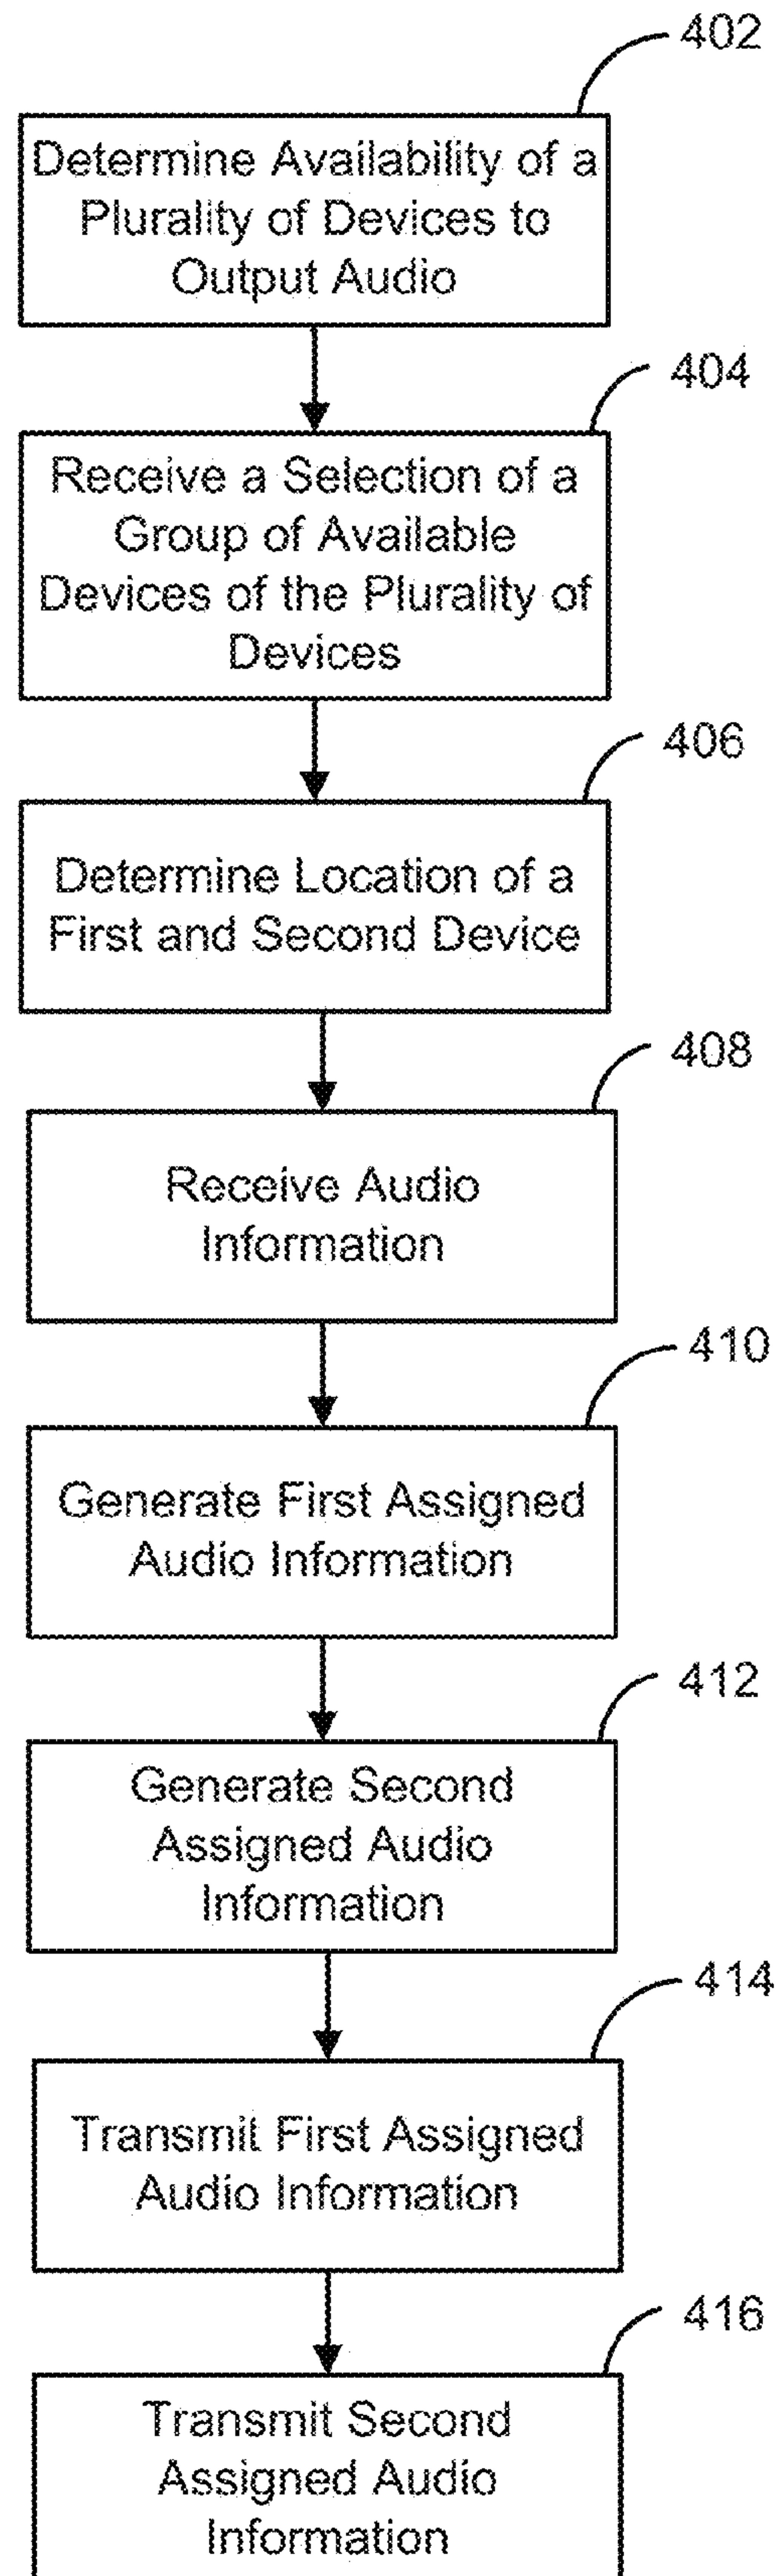 402
Determine Availability of a
Plurality of Devices to
Output Audio
404
Receive a Selection of a
Group of Available
Devices of the Plurality of
Devices
406
Determine Location of a
First and Second Device
408
Receive Audio
Information
410
Generate First Assigned
Audio Information
412
Generate Second
Assigned Audio
Information
414
Transmit First Assigned
Audio Information
416
Transmit Second
Assigned Audio
Information